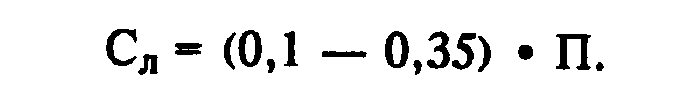 Сл = (0,1 — 0,35) • П.